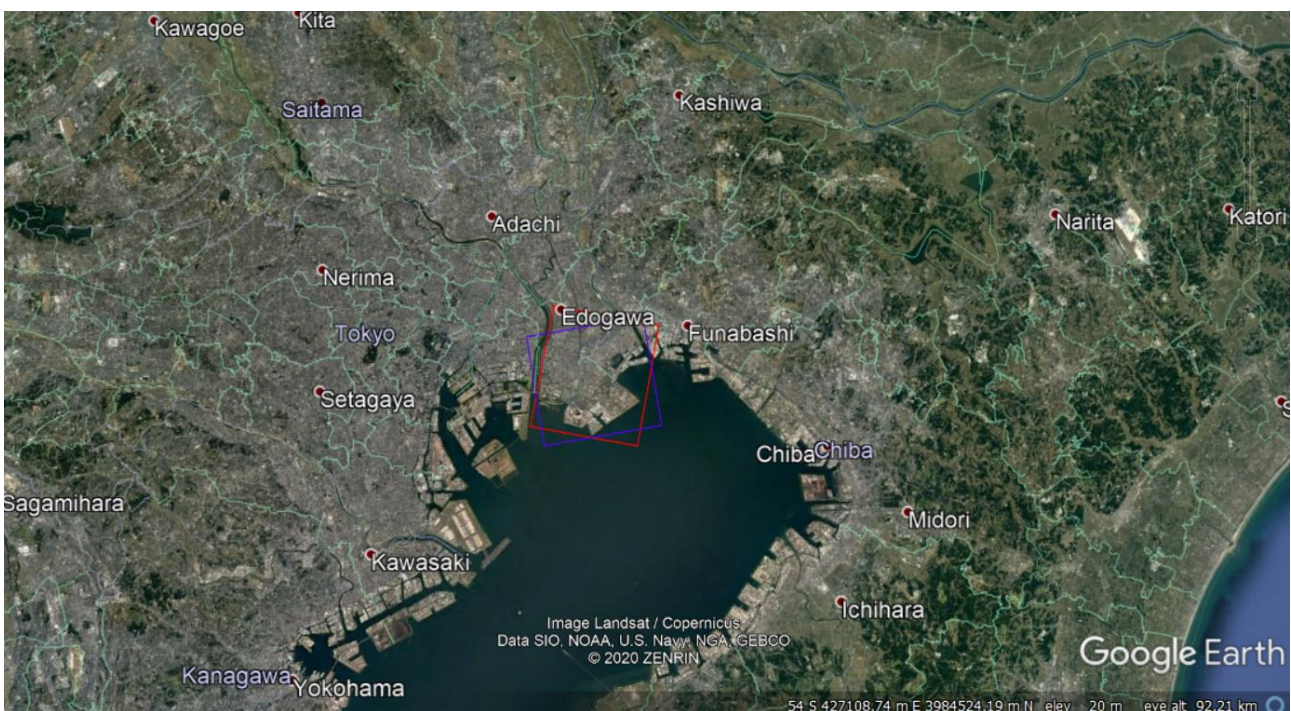 Kawagoe
Kita
Saitama
Kashiwa
Adachi
Narita
Katori
Nerima
Edogawa
Tokyo
Funabashi
Setagaya
Chiba
Chiba
Sagamihara
Midori
Kawasaki
Ichihara
Image Landsat / Copernicus
Data SIO, NOAA, U.S. Navy, NGA, GEBCO
© 2020 ZENRIN
Google Earth
Kanagawa
Yokohama
54 S 427108.74 m E 3984524.19 m N elev -20 m eye alt 92.21 km